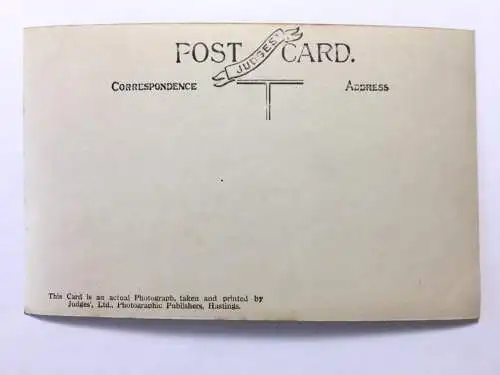 POST CARD.
JUDGES'
CORRESPONDENCE ADDRESS
This Card is an actual Photograph, taken and printed by
Judges', Ltd., Photographic Publishers, Hastings.